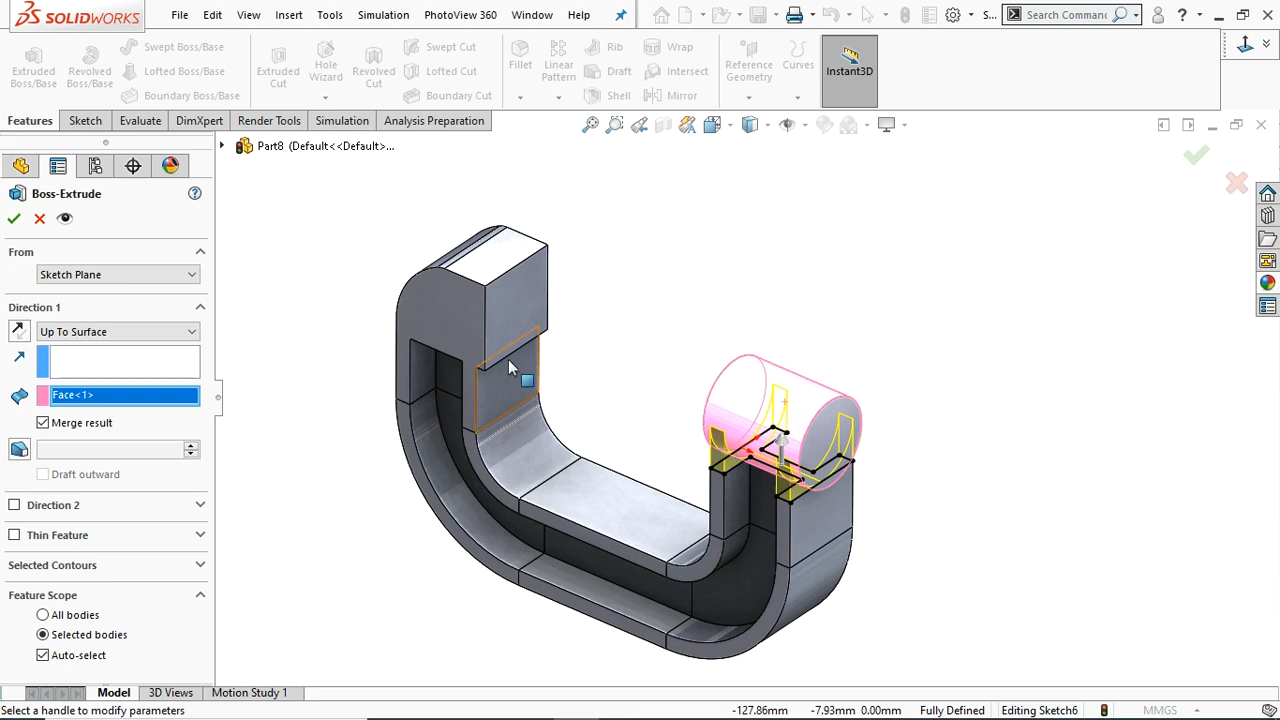 SOLIDWORKS
File Edit View Insert Tools Simulation PhotoView 360 Window Help
S...
Search Commanc
Extruded Boss/Base
Revolved Boss/Base
Swept Boss/Base
Lofted Boss/Base
Boundary Boss/Base
Extruded Cut
Hole Wizard
Revolved Cut
Swept Cut
Lofted Cut
Boundary Cut
Fillet
Linear Pattern
Rib
Draft
Shell
Wrap
Intersect
Mirror
Reference Geometry
Curves
Instant3D
Features Sketch Evaluate DimXpert Render Tools Simulation Analysis Preparation
Part8 (Default<<Default>...
Boss-Extrude
From
Sketch Plane
Direction 1
Up To Surface
Face<1>
Merge result
Draft outward
Direction 2
Thin Feature
Selected Contours
Feature Scope
All bodies
Selected bodies
Auto-select
Model 3D Views Motion Study 1
Select a handle to modify parameters
-127.86mm -7.93mm 0.00mm Fully Defined Editing Sketch6 MMGS